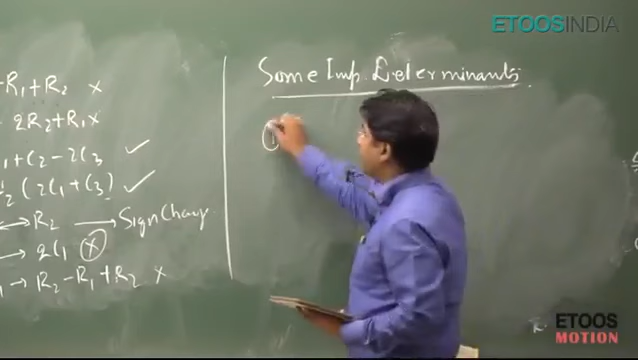 ETOOSINDIA
R1+R2 x
2R2+R1 x
1+C2-2C3 ✓
(2C1+C3) ✓
R2 → Sign Chang.
→ 2C1 x
→ R2-R1+R2 x
Some Imp. Determinants
ETOOS
MOTION